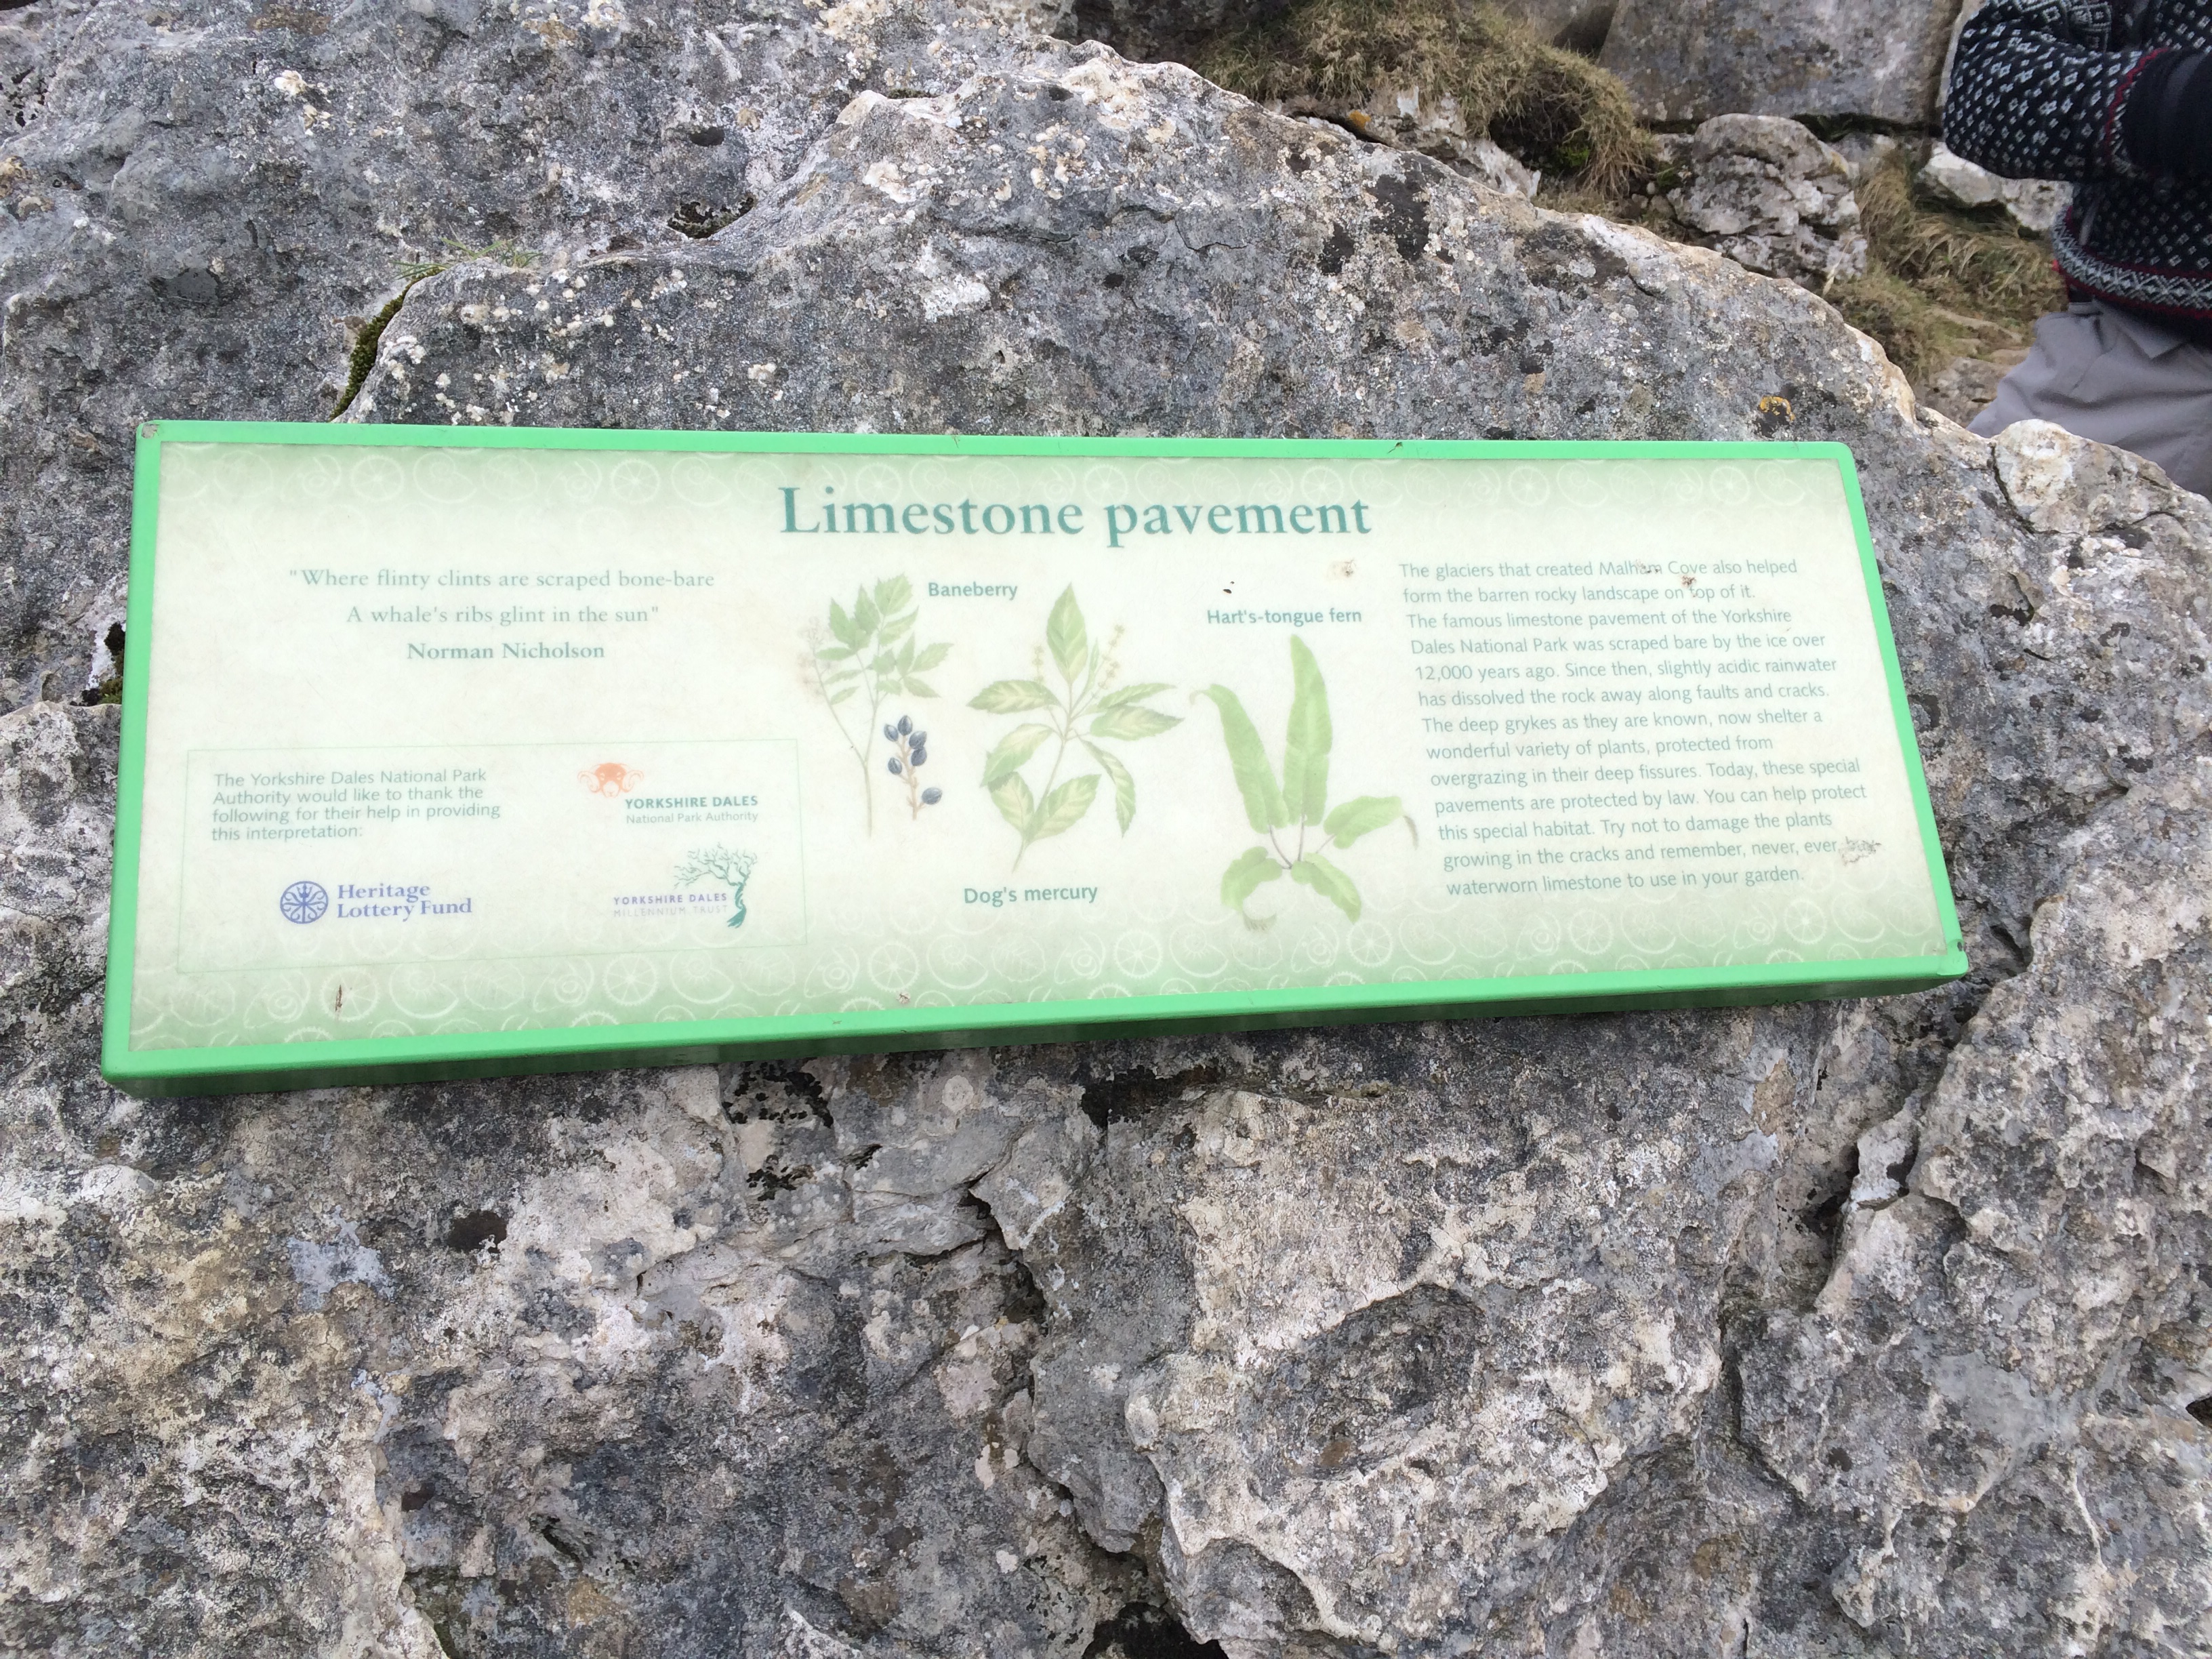 Limestone pavement
"Where flinty clints are scraped bone-bare
A whale's ribs glint in the sun"
Norman Nicholson
The Yorkshire Dales National Park
Authority would like to thank the
following for their help in providing
this interpretation:
YORKSHIRE DALES
National Park Authority
Heritage
Lottery Fund
YORKSHIRE DALES
MILLENNIUM TRUST
Baneberry
Dog's mercury
Hart's-tongue fern
The glaciers that created Malham Cove also helped
form the barren rocky landscape on top of it.
The famous limestone pavement of the Yorkshire
Dales National Park was scraped bare by the ice over
12,000 years ago. Since then, slightly acidic rainwater
has dissolved the rock away along faults and cracks.
The deep grykes as they are known, now shelter a
wonderful variety of plants, protected from
overgrazing in their deep fissures. Today, these special
pavements are protected by law. You can help protect
this special habitat. Try not to damage the plants
growing in the cracks and remember, never, ever,
waterworn limestone to use in your garden.